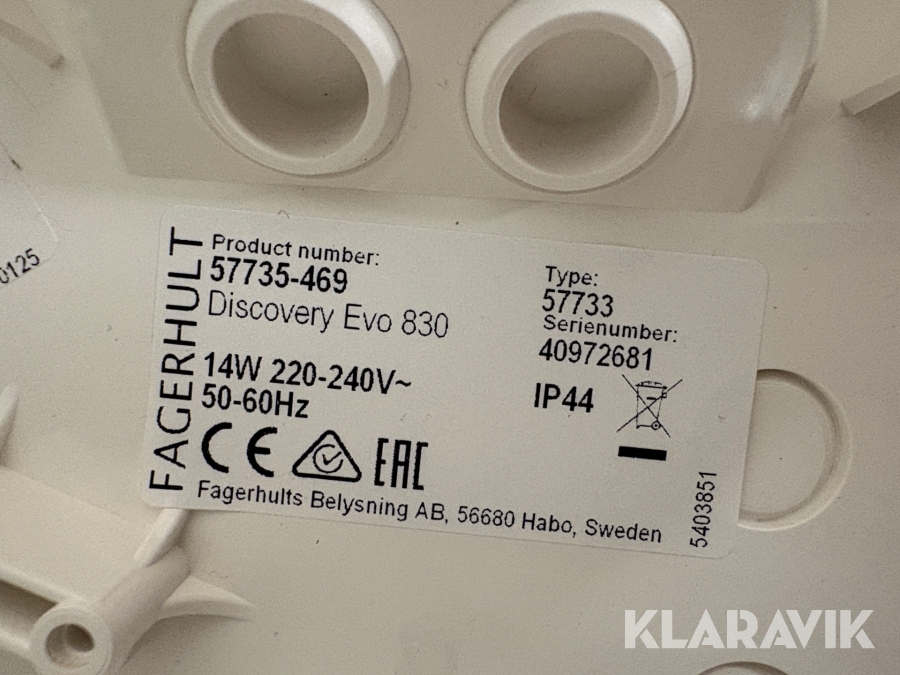 FAGERHULT
Product number:
57735-469
Discovery Evo 830
14W 220-240V~
50-60Hz
CE EAC
Fagerhults Belysning AB, 56680 Habo, Sweden
Type:
57733
Serienumber:
40972681
IP44
5403851
0125
KLARAVIK